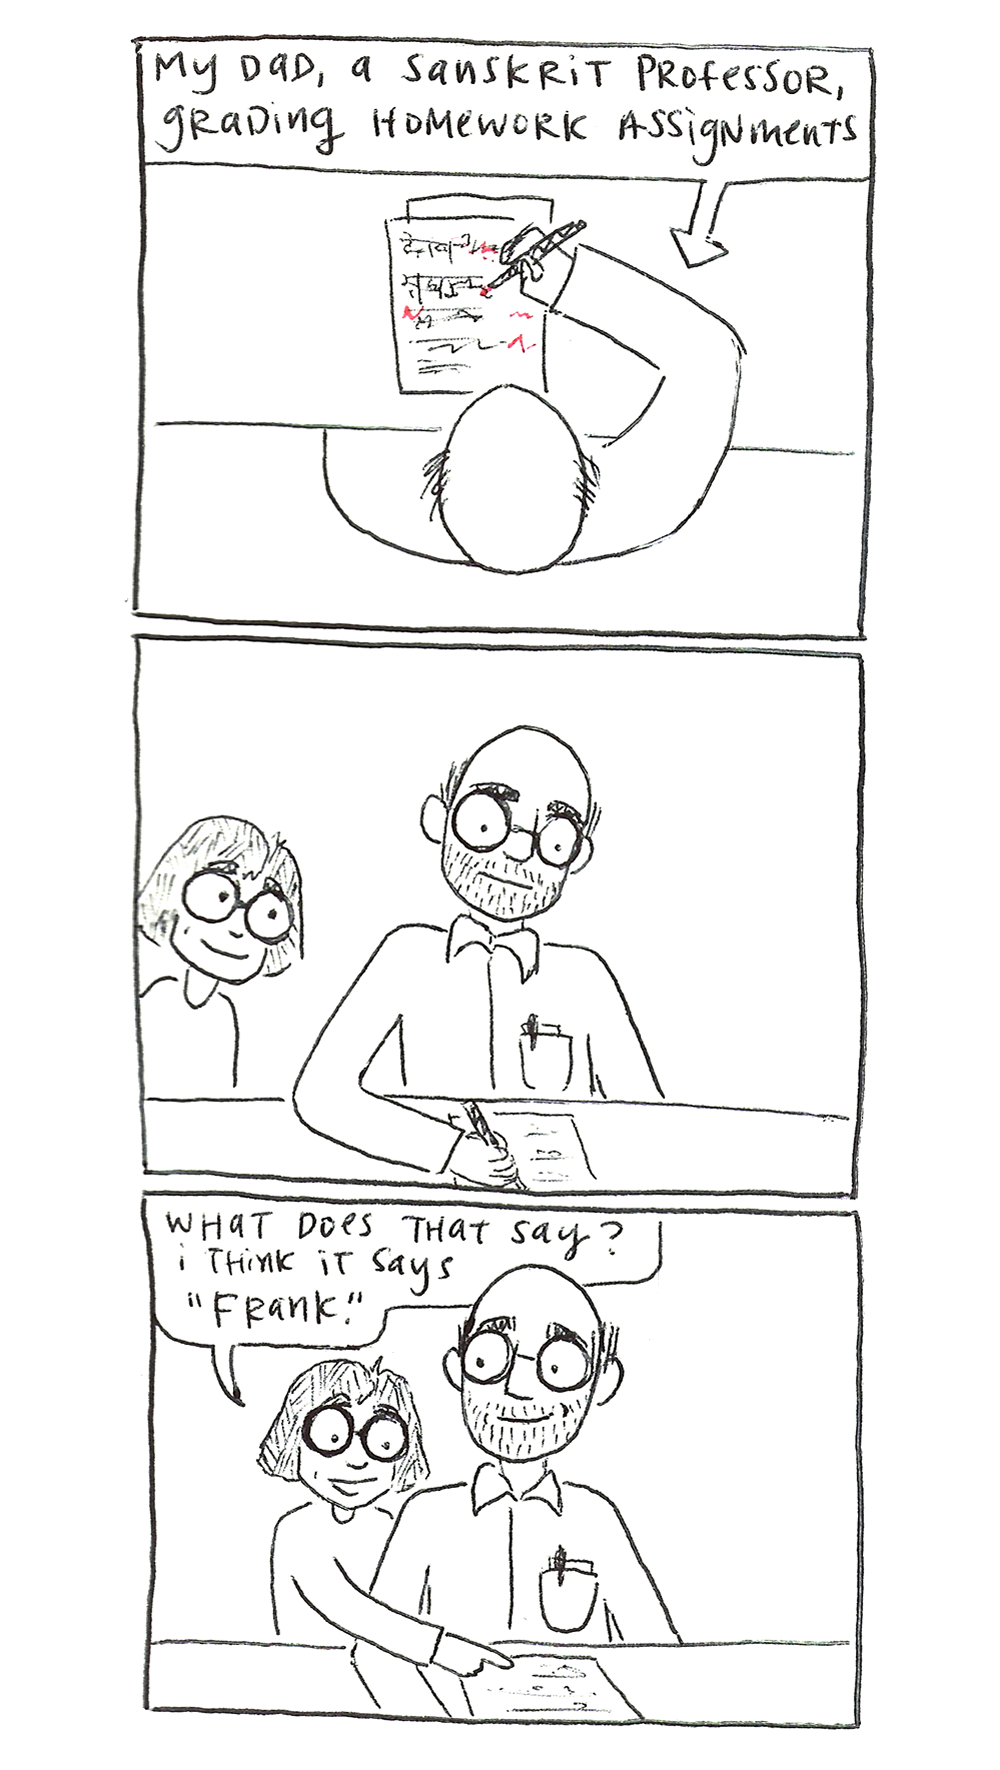 My DaD, a SansKRiT PROfessOR,
gRaDing HOMeWORK ASSigNmenTs
WHaT DOes THaT say?
i THinK iT says
"FRanK."